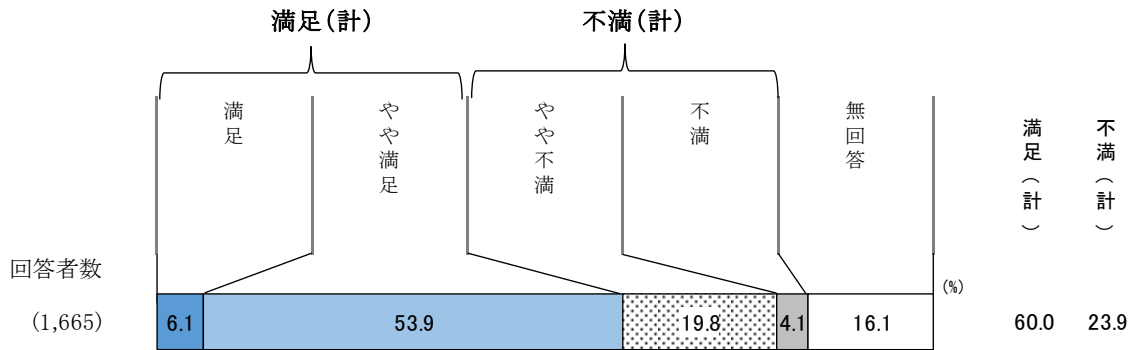 満足(計) 不満(計)
満足 やや満足 やや不満 不満 無回答 満足(計) 不満(計)
回答者数 (%)
(1,665) 6.1 53.9 19.8 4.1 16.1 60.0 23.9